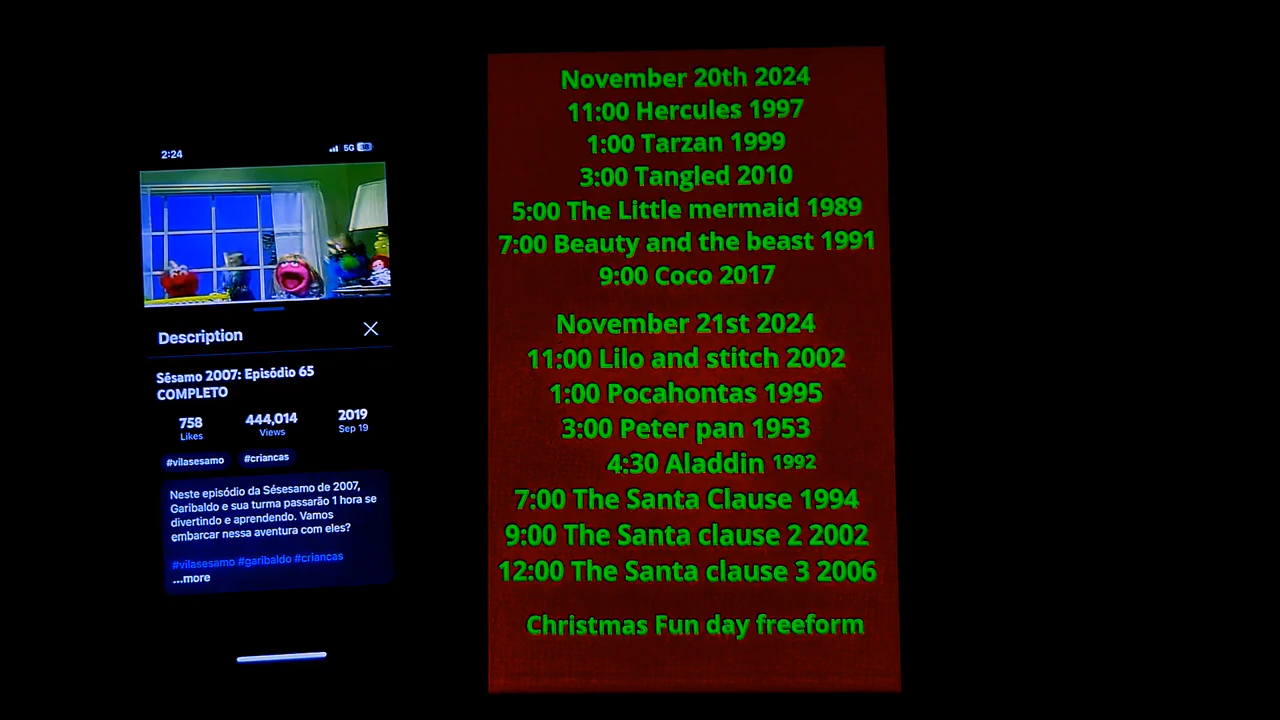 2:24
5G 38
Description
Sésamo 2007: Episódio 65
COMPLETO
758
444,014
2019
Likes
Views
Sep 19
#vilasesamo
#criancas
Neste episódio da Sésesamo de 2007,
Garibaldo e sua turma passarão 1 hora se
divertindo e aprendendo. Vamos
embarcar nessa aventura com eles?
#vilasesamo #garibaldo #criancas
...more
November 20th 2024
11:00 Hercules 1997
1:00 Tarzan 1999
3:00 Tangled 2010
5:00 The Little mermaid 1989
7:00 Beauty and the beast 1991
9:00 Coco 2017
November 21st 2024
11:00 Lilo and stitch 2002
1:00 Pocahontas 1995
3:00 Peter pan 1953
4:30 Aladdin 1992
7:00 The Santa Clause 1994
9:00 The Santa clause 2 2002
12:00 The Santa clause 3 2006
Christmas Fun day freeform